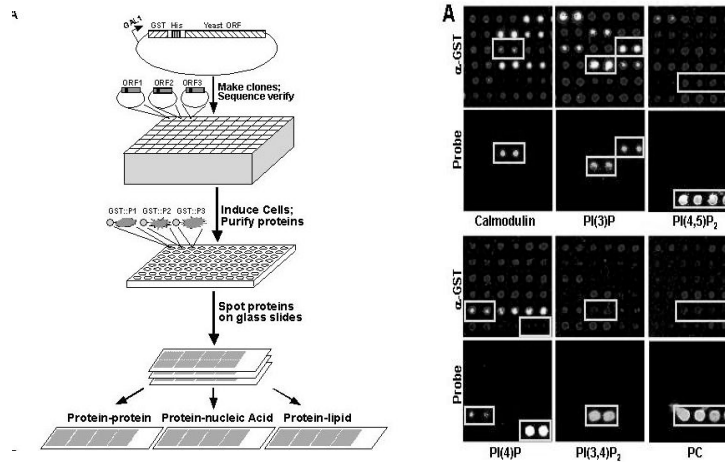 A
GAL1
GST His Yeast ORF
ORF1 ORF2 ORF3
Make clones;
Sequence verify
GST::P1 GST::P2 GST::P3
Induce Cells;
Purify proteins
Spot proteins
on glass slides
Protein-protein Protein-nucleic Acid Protein-lipid
A
α-GST
Probe
Calmodulin PI(3)P PI(4,5)P₂
α-GST
Probe
PI(4)P PI(3,4)P₂ PC